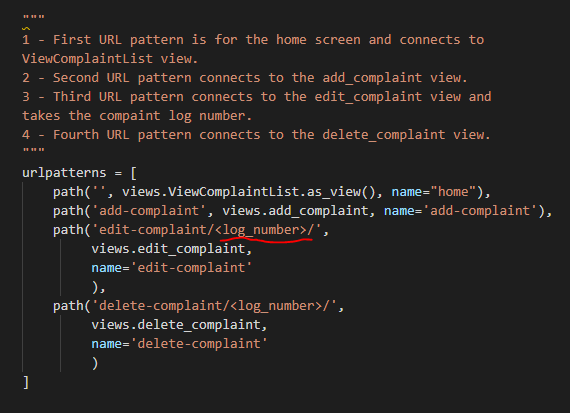 """
1 - First URL pattern is for the home screen and connects to
ViewComplaintList view.
2 - Second URL pattern connects to the add_complaint view.
3 - Third URL pattern connects to the edit_complaint view and
takes the compaint log number.
4 - Fourth URL pattern connects to the delete_complaint view.
"""
urlpatterns = [
    path('', views.ViewComplaintList.as_view(), name="home"),
    path('add-complaint', views.add_complaint, name='add-complaint'),
    path('edit-complaint/<log_number>/',
         views.edit_complaint,
         name='edit-complaint'
         ),
    path('delete-complaint/<log_number>/',
         views.delete_complaint,
         name='delete-complaint'
         )
]